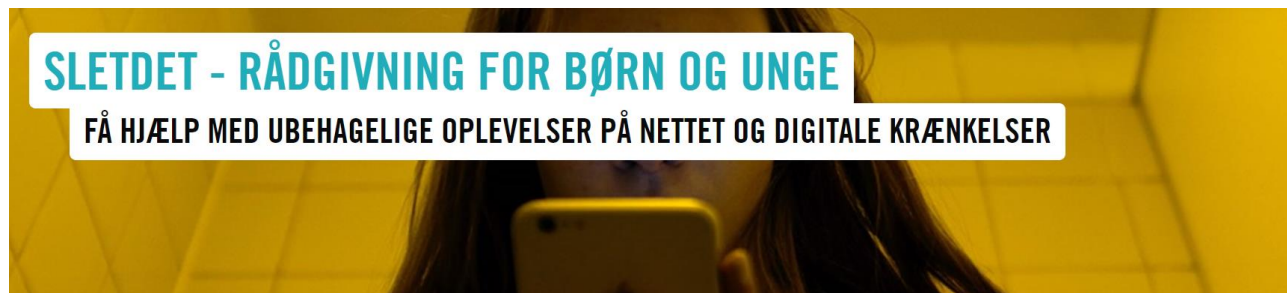 SLETDET - RÅDGIVNING FOR BØRN OG UNGE
FÅ HJÆLP MED UBEHAGELIGE OPLEVELSER PÅ NETTET OG DIGITALE KRÆNKELSER